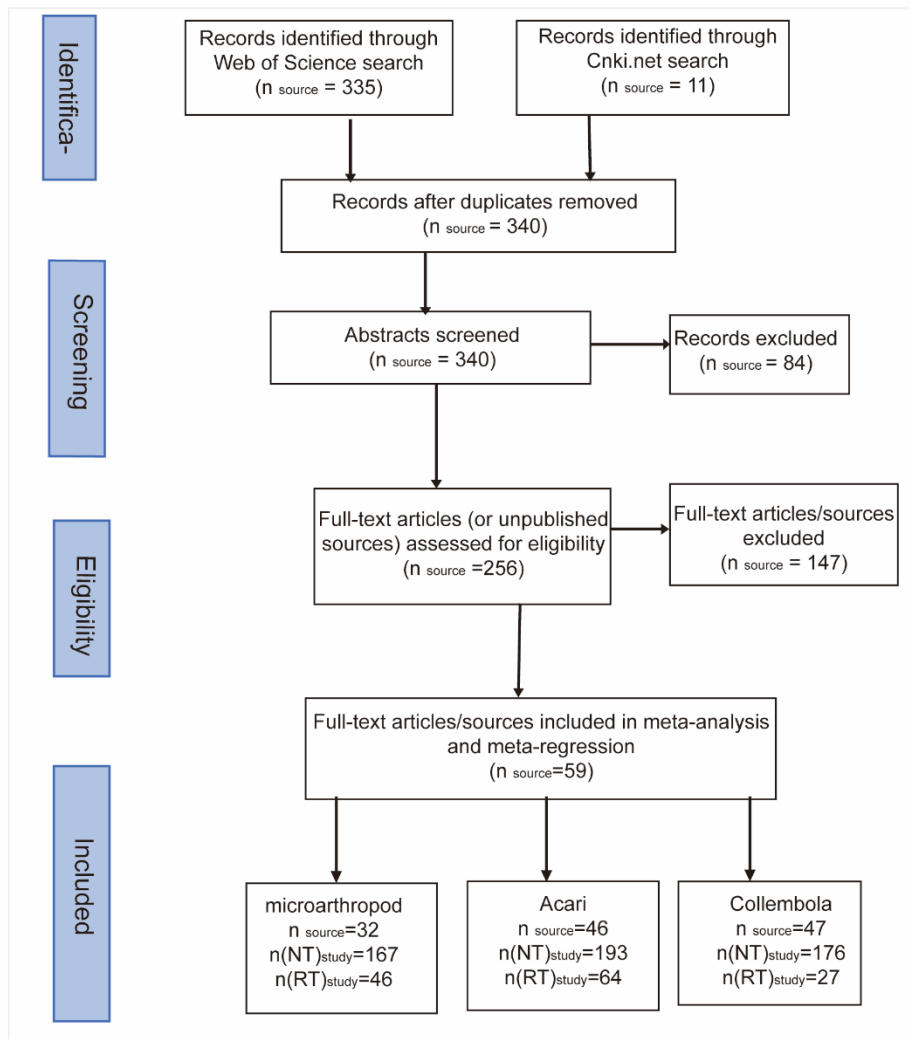 Identifica-
Records identified through
Web of Science search
(n source = 335)
Records identified through
Cnki.net search
(n source = 11)
Records after duplicates removed
(n source = 340)
Screening
Abstracts screened
(n source = 340)
Records excluded
(n source = 84)
Eligibility
Full-text articles (or unpublished
sources) assessed for eligibility
(n source =256)
Full-text articles/sources
excluded
(n source = 147)
Full-text articles/sources included in meta-analysis
and meta-regression
(n source=59)
Included
microarthropod
n source=32
n(NT)study=167
n(RT)study=46
Acari
n source=46
n(NT)study=193
n(RT)study=64
Collembola
n source=47
n(NT)study=176
n(RT)study=27